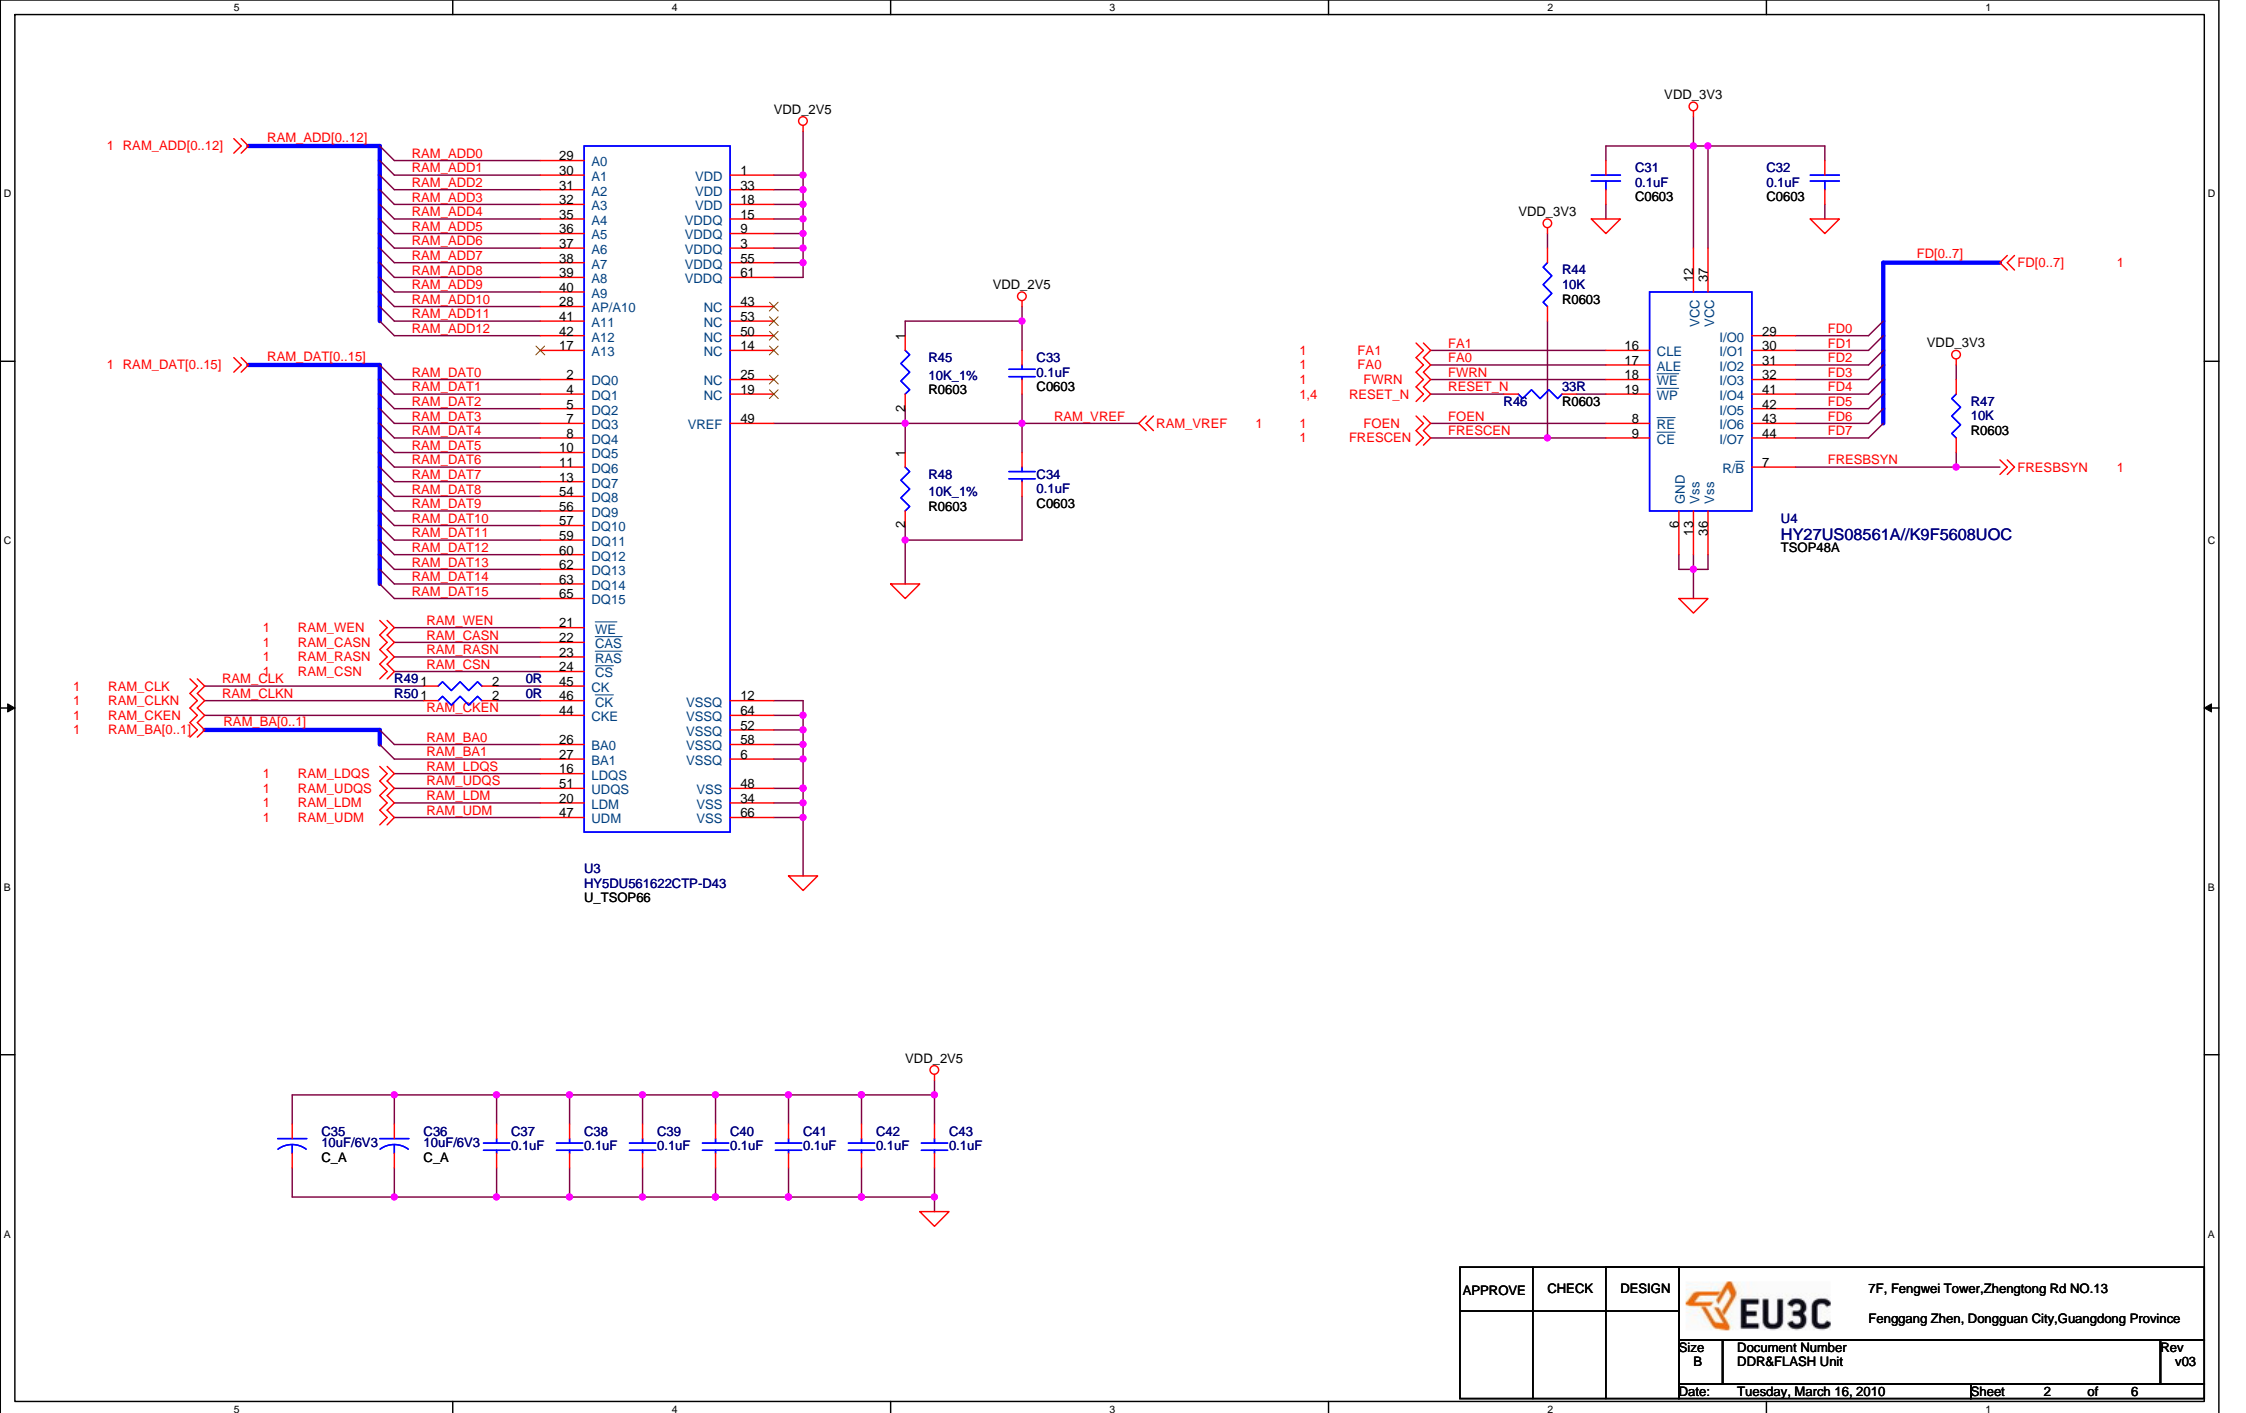 5 4 3 2 1
D
C
B
A
D
C
B
A
VDD_2V5
1 RAM_ADD[0..12] RAM_ADD[0..12]
RAM_ADD0 29 A0
RAM_ADD1 30 A1
RAM_ADD2 31 A2
RAM_ADD3 32 A3
RAM_ADD4 35 A4
RAM_ADD5 36 A5
RAM_ADD6 37 A6
RAM_ADD7 38 A7
RAM_ADD8 39 A8
RAM_ADD9 40 A9
RAM_ADD10 28 AP/A10
RAM_ADD11 41 A11
RAM_ADD12 42 A12
17 A13
1 RAM_DAT[0..15] RAM_DAT[0..15]
RAM_DAT0 2 DQ0
RAM_DAT1 4 DQ1
RAM_DAT2 5 DQ2
RAM_DAT3 7 DQ3
RAM_DAT4 8 DQ4
RAM_DAT5 10 DQ5
RAM_DAT6 11 DQ6
RAM_DAT7 13 DQ7
RAM_DAT8 54 DQ8
RAM_DAT9 56 DQ9
RAM_DAT10 57 DQ10
RAM_DAT11 59 DQ11
RAM_DAT12 60 DQ12
RAM_DAT13 62 DQ13
RAM_DAT14 63 DQ14
RAM_DAT15 65 DQ15
1 RAM_WEN RAM_WEN 21 WE
1 RAM_CASN RAM_CASN 22 CAS
1 RAM_RASN RAM_RASN 23 RAS
1 RAM_CSN RAM_CSN 24 CS
1 RAM_CLK RAM_CLK R49 1 2 0R 45 CK
1 RAM_CLKN RAM_CLKN R50 1 2 0R 46 CK
1 RAM_CKEN RAM_CKEN 44 CKE
1 RAM_BA[0..1] RAM_BA[0..1]
RAM_BA0 26 BA0
RAM_BA1 27 BA1
1 RAM_LDQS RAM_LDQS 16 LDQS
1 RAM_UDQS RAM_UDQS 51 UDQS
1 RAM_LDM RAM_LDM 20 LDM
1 RAM_UDM RAM_UDM 47 UDM
VDD 1
VDD 33
VDD 18
VDDQ 15
VDDQ 9
VDDQ 3
VDDQ 55
VDDQ 61
NC 43
NC 53
NC 50
NC 14
NC 25
NC 19
VREF 49
VSSQ 12
VSSQ 64
VSSQ 52
VSSQ 58
VSSQ 6
VSS 48
VSS 34
VSS 66
U3
HY5DU561622CTP-D43
U_TSOP66
VDD_2V5
1
R45
10K_1%
R0603
2
C33
0.1uF
C0603
RAM_VREF RAM_VREF 1
1
R48
10K_1%
R0603
2
C34
0.1uF
C0603
VDD_3V3
C31
0.1uF
C0603
C32
0.1uF
C0603
VDD_3V3
R44
10K
R0603
12 37
VCC VCC
1 FA1 FA1 16 CLE
1 FA0 FA0 17 ALE
1 FWRN FWRN 18 WE
1,4 RESET_N RESET_N R46 33R R0603 19 WP
1 FOEN FOEN 8 RE
1 FRESCEN FRESCEN 9 CE
FD[0..7] FD[0..7] 1
I/O0 29 FD0
I/O1 30 FD1
I/O2 31 FD2
I/O3 32 FD3
I/O4 41 FD4
I/O5 42 FD5
I/O6 43 FD6
I/O7 44 FD7
VDD_3V3
R47
10K
R0603
R/B 7 FRESBSYN FRESBSYN 1
GND Vss Vss
6 13 36
U4
HY27US08561A//K9F5608UOC
TSOP48A
VDD_2V5
C35
10uF/6V3
C_A
C36
10uF/6V3
C_A
C37
0.1uF
C38
0.1uF
C39
0.1uF
C40
0.1uF
C41
0.1uF
C42
0.1uF
C43
0.1uF
APPROVE CHECK DESIGN
EU3C
7F, Fengwei Tower,Zhengtong Rd NO.13
Fenggang Zhen, Dongguan City,Guangdong Province
Size Document Number Rev
B DDR&FLASH Unit v03
Date: Tuesday, March 16, 2010 Sheet 2 of 6
5 4 3 2 1